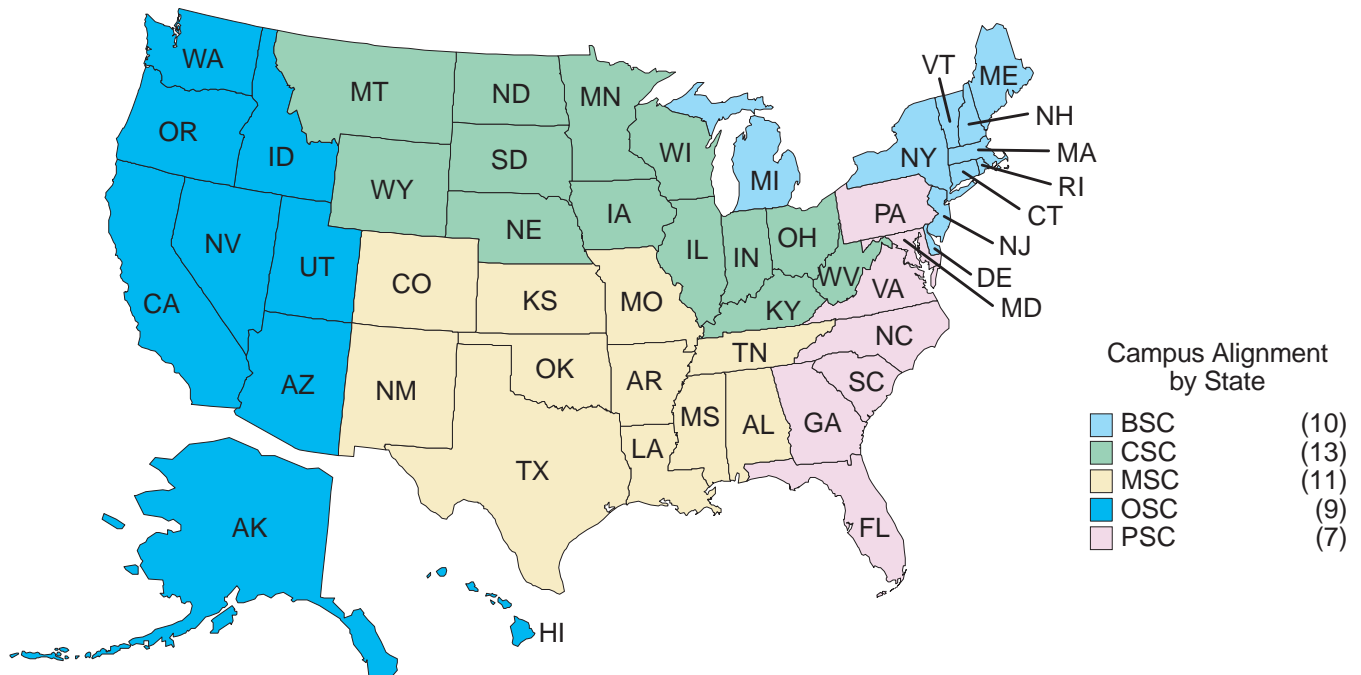 WA
MT
ND
MN
VT
ME
OR
ID
SD
WI
NH
WY
MI
NY
MA
RI
IA
PA
CT
NE
NV
UT
IL
IN
OH
NJ
CO
WV
DE
CA
KS
MO
VA
MD
KY
NC
TN
AZ
NM
OK
AR
SC
MS
AL
GA
LA
TX
FL
AK
HI
Campus Alignment
by State
BSC (10)
CSC (13)
MSC (11)
OSC (9)
PSC (7)